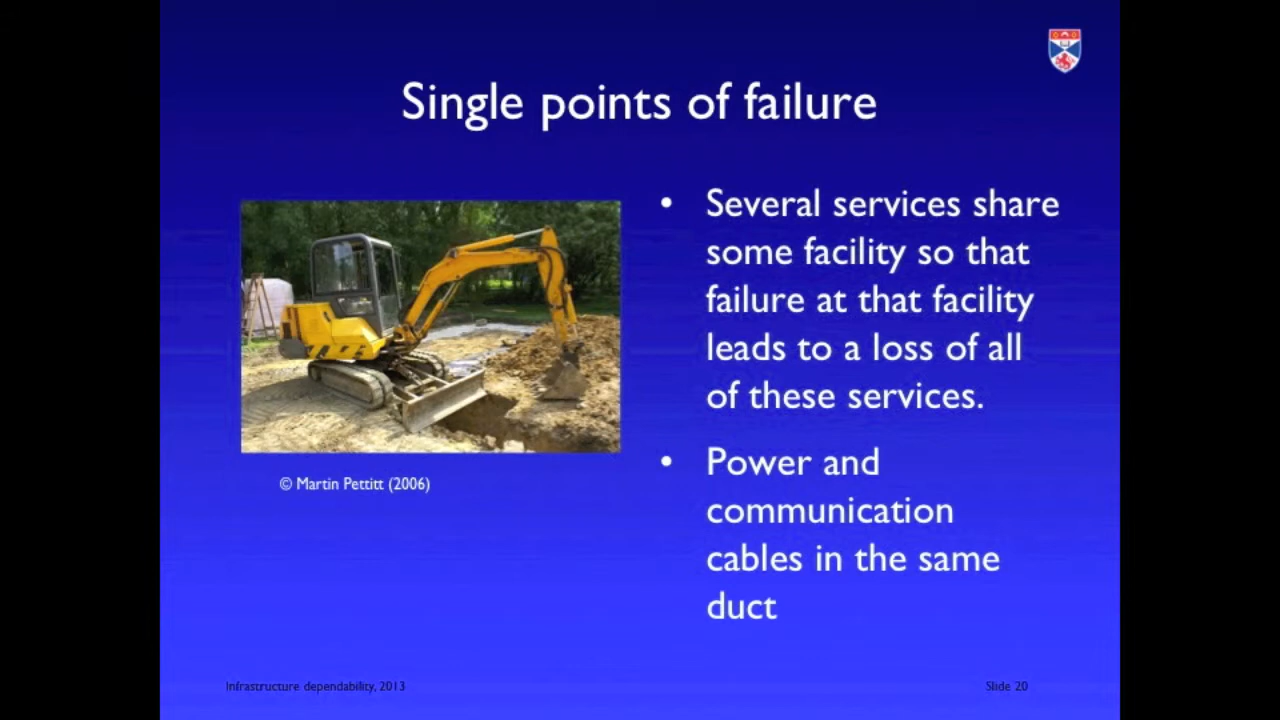 Single points of failure
• Several services share
some facility so that
failure at that facility
leads to a loss of all
of these services.
• Power and
communication
cables in the same
duct
© Martin Pettitt (2006)
Infrastructure dependability, 2013
Slide 20